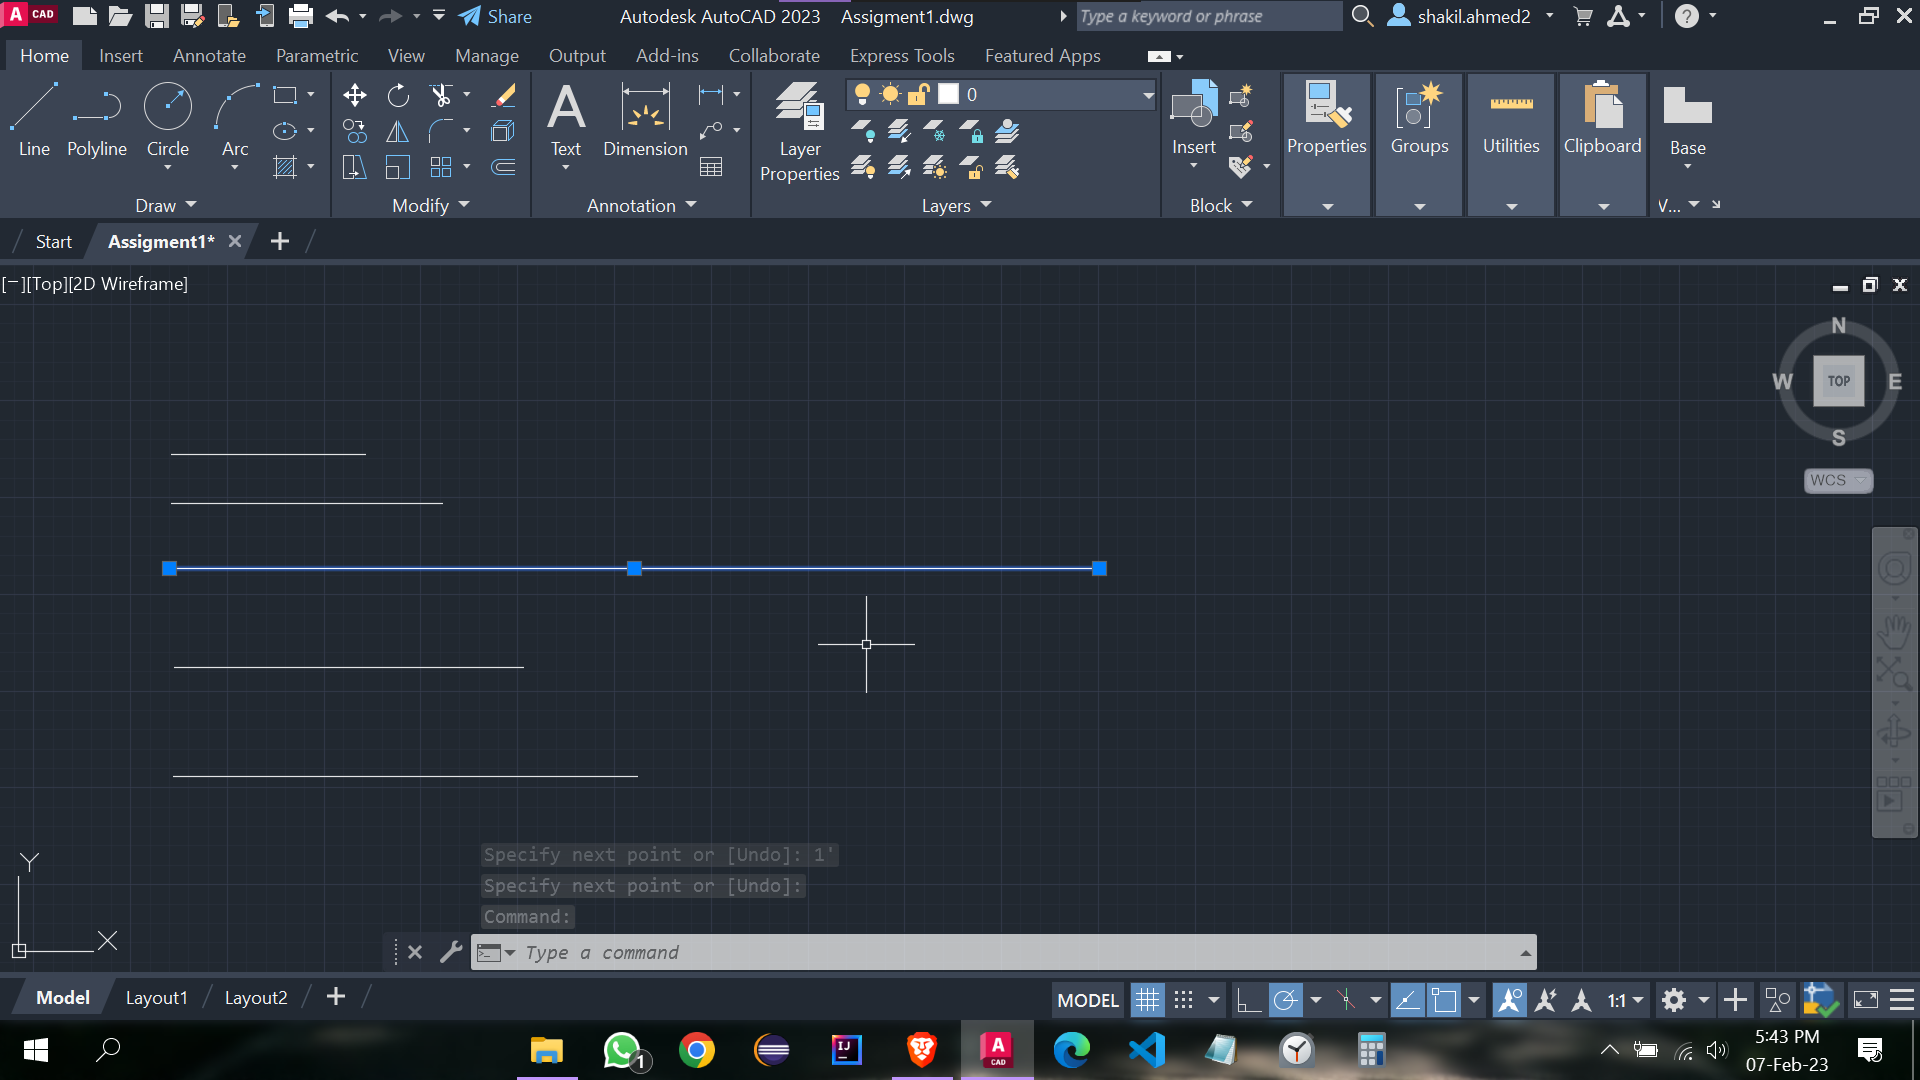 A CAD Share Autodesk AutoCAD 2023 Assigment1.dwg Type a keyword or phrase shakil.ahmed2 ?
Home Insert Annotate Parametric View Manage Output Add-ins Collaborate Express Tools Featured Apps
0
Line Polyline Circle Arc A Text Dimension Layer Properties Insert Properties Groups Utilities Clipboard Base
Draw Modify Annotation Layers Block V...
Start Assigment1* +
[−][Top][2D Wireframe]
N
W TOP E
S
WCS
Specify next point or [Undo]: 1'
Specify next point or [Undo]:
Command:
Y
X
Type a command
Model Layout1 Layout2 + MODEL 1:1
1
IJ
A CAD
5:43 PM
07-Feb-23